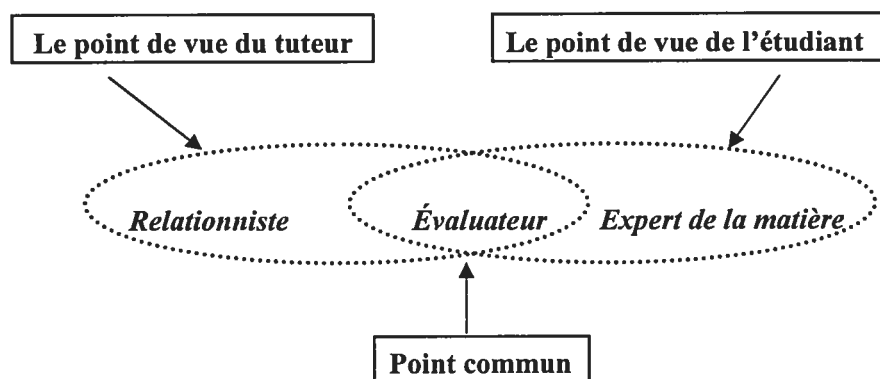 Le point de vue du tuteur
Le point de vue de l'étudiant
Relationniste
Évaluateur
Expert de la matière
Point commun